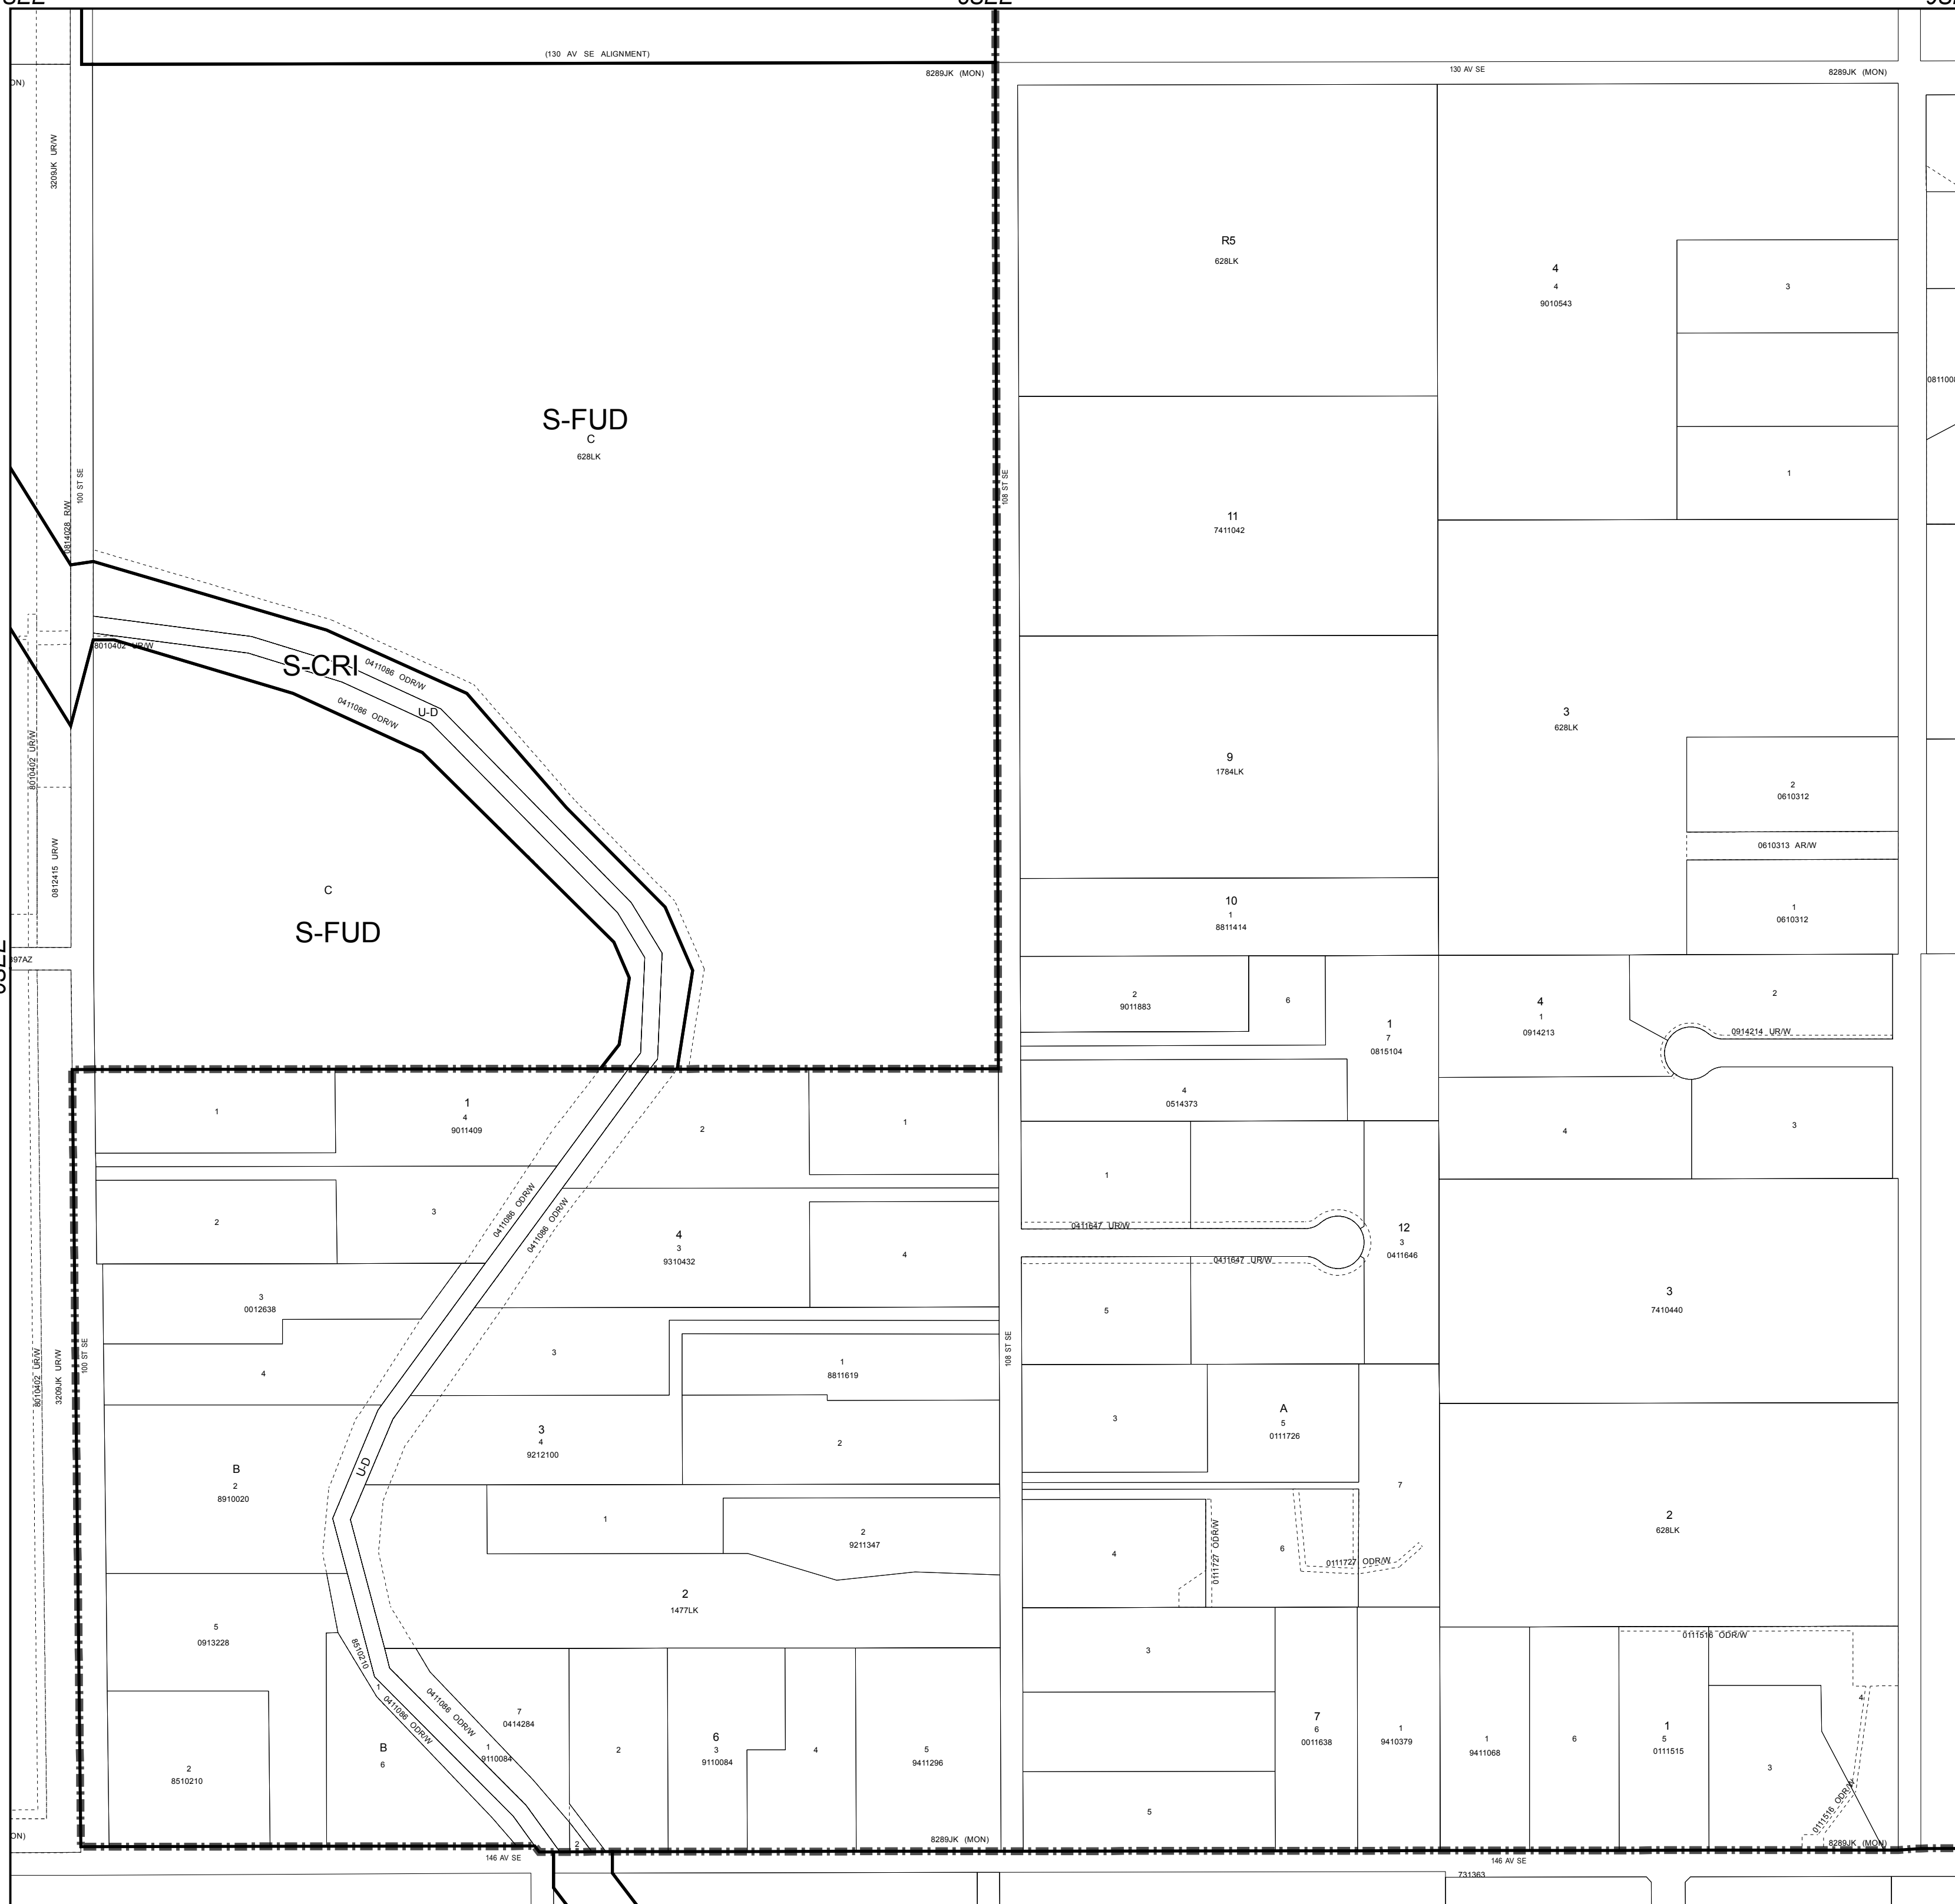 (130 AV SE ALIGNMENT)
8289JK (MON)
130 AV SE
8289JK (MON)
3209JK UR/W
R5
628LK
4
4
9010543
3
1
S-FUD
C
628LK
100 ST SE
108 ST SE
0814028 R/W
11
7411042
8010402 UR/W
S-CRI
0411086 ODR/W
0411086 ODR/W
U-D
3
628LK
9
1784LK
8010402 UR/W
2
0610312
0610313 AR/W
0812415 UR/W
C
S-FUD
10
1
8811414
1
0610312
2
9011883
6
1
7
0815104
4
1
0914213
2
0914214 UR/W
4
0514373
1
1
4
9011409
2
1
4
3
1
2
3
0411086 ODR/W
0411086 ODR/W
4
3
9310432
4
0411647 UR/W
0411647 UR/W
12
3
0411646
3
7410440
3
0012638
5
4
3
1
8811619
100 ST SE
108 ST SE
8010402 UR/W
3209JK UR/W
3
A
5
0111726
3
4
9212100
2
B
2
8910020
U-D
7
1
2
9211347
4
0111727 ODR/W
6
0111727 ODR/W
2
628LK
2
1477LK
5
0913228
8510210
1
0411086 ODR/W
0411086 ODR/W
3
0111516 ODR/W
7
0414284
1
9110084
2
6
3
9110084
4
5
9411296
7
6
0011638
1
9410379
1
9411068
6
1
5
0111515
4
3
2
8510210
B
6
5
0111516 ODR/W
2
8289JK (MON)
8289JK (MON)
146 AV SE
146 AV SE
731363